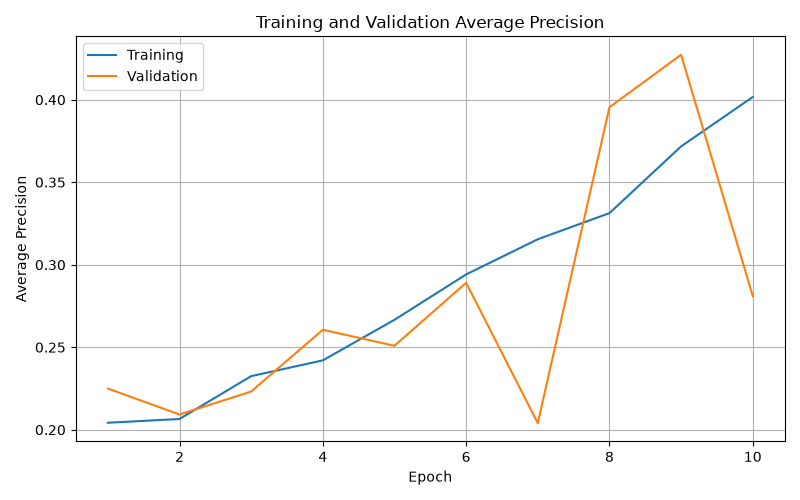 Training and Validation Average Precision
Training
Validation
Average Precision
0.40
0.35
0.30
0.25
0.20
2 4 6 8 10
Epoch